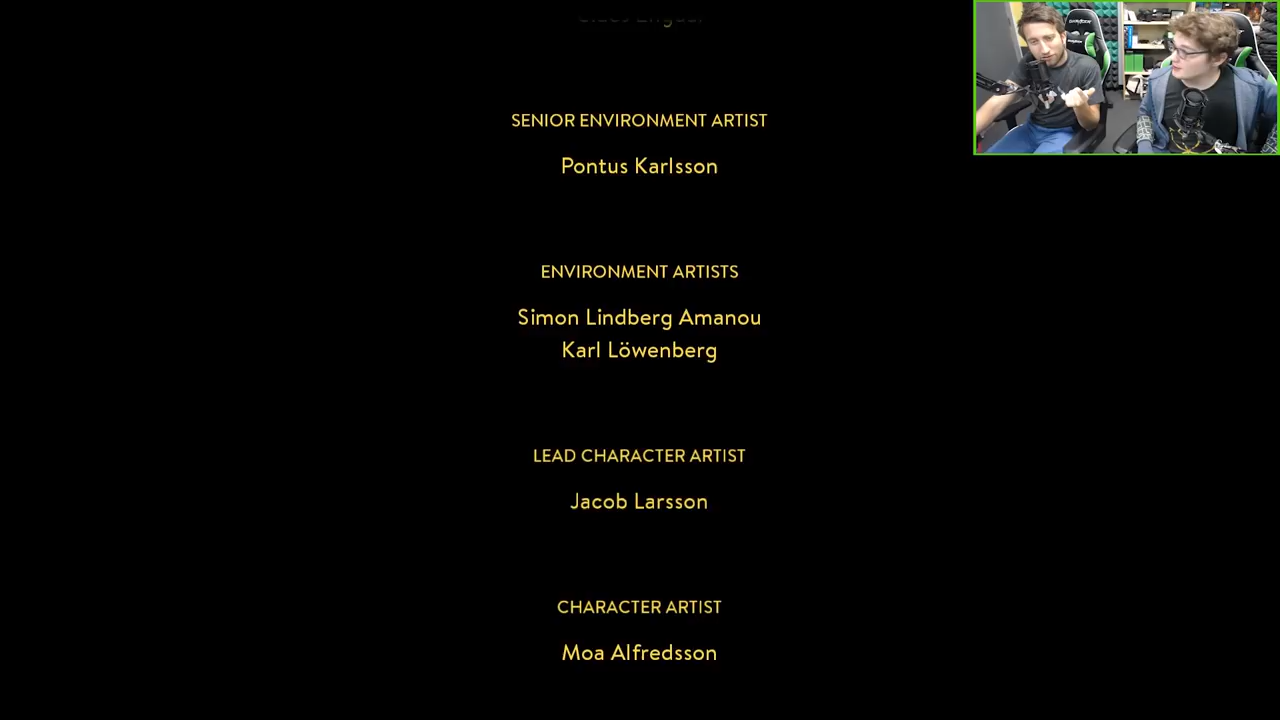 SENIOR ENVIRONMENT ARTIST
Pontus Karlsson
ENVIRONMENT ARTISTS
Simon Lindberg Amanou
Karl Löwenberg
LEAD CHARACTER ARTIST
Jacob Larsson
CHARACTER ARTIST
Moa Alfredsson